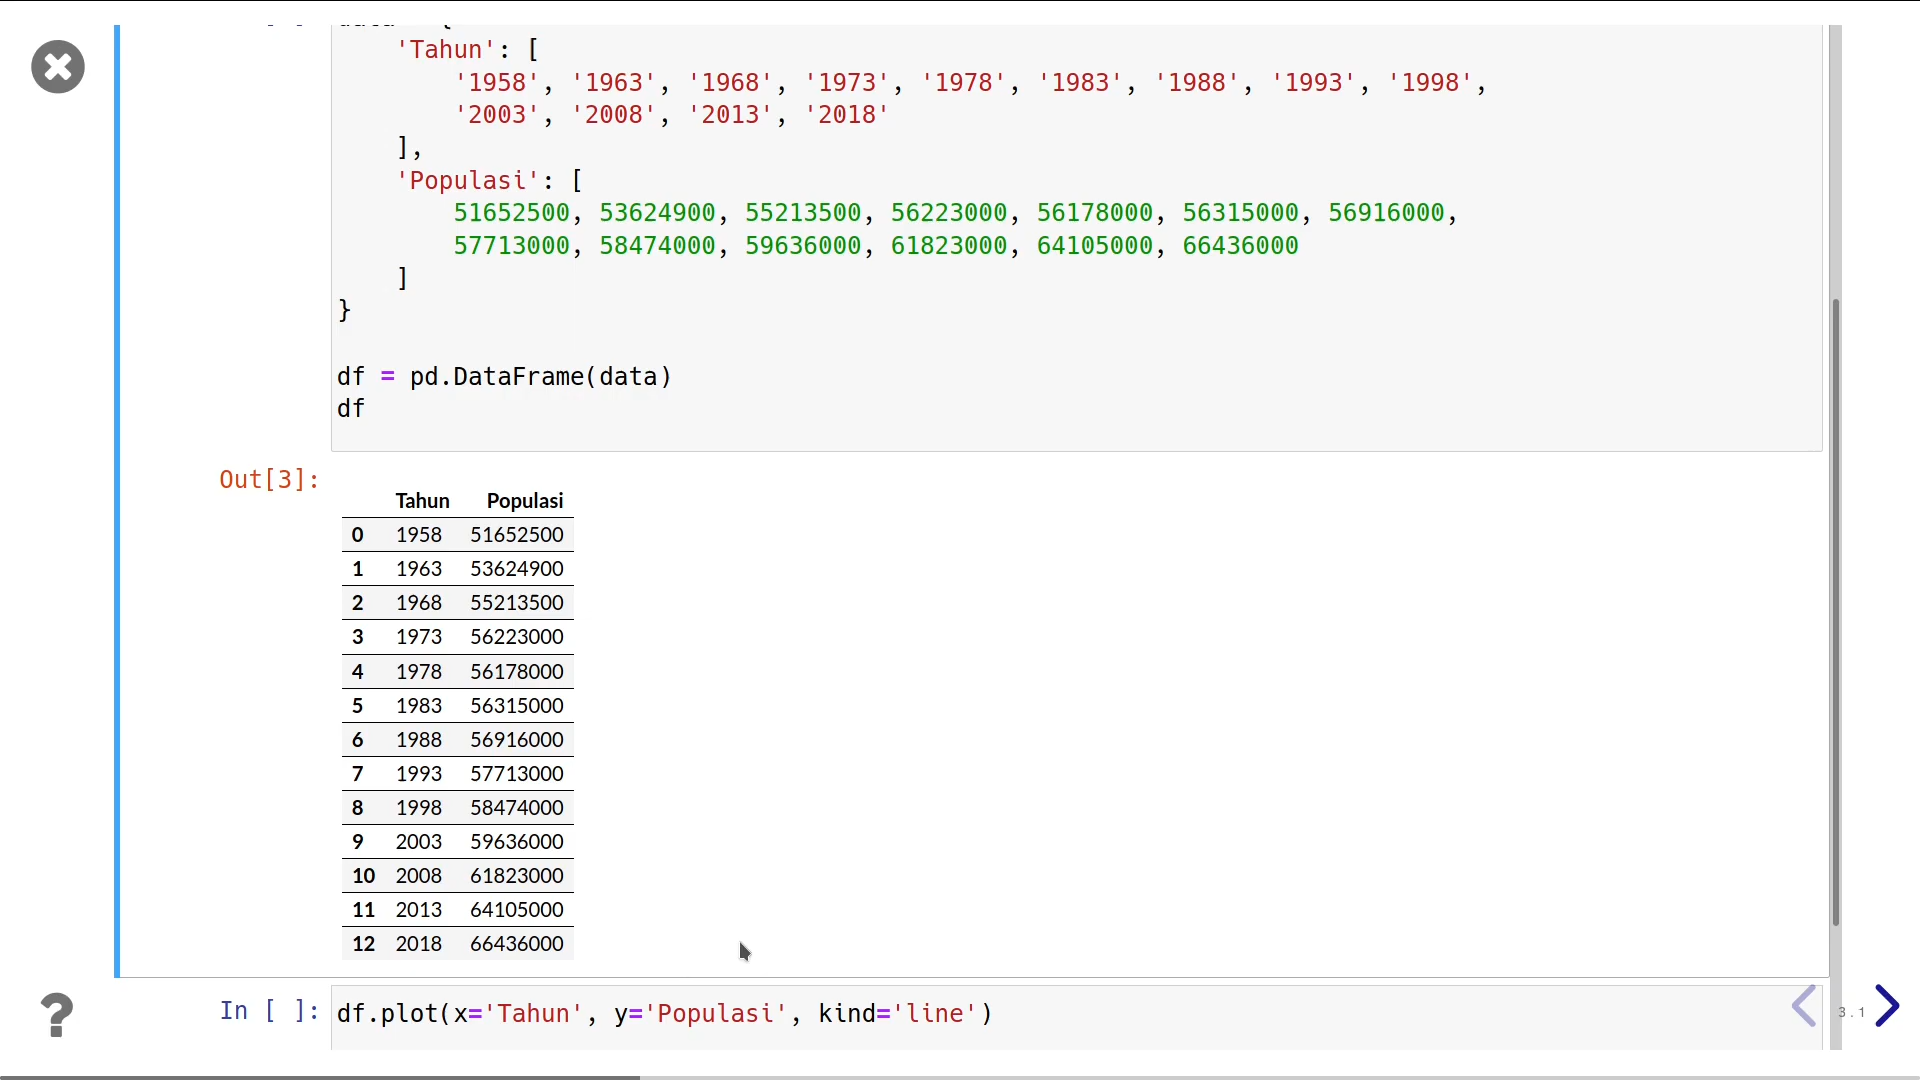 'Tahun': [
'1958', '1963', '1968', '1973', '1978', '1983', '1988', '1993', '1998',
'2003', '2008', '2013', '2018'
],
'Populasi': [
51652500, 53624900, 55213500, 56223000, 56178000, 56315000, 56916000,
57713000, 58474000, 59636000, 61823000, 64105000, 66436000
]
}
df = pd.DataFrame(data)
df
Out[3]:
Tahun Populasi
0 1958 51652500
1 1963 53624900
2 1968 55213500
3 1973 56223000
4 1978 56178000
5 1983 56315000
6 1988 56916000
7 1993 57713000
8 1998 58474000
9 2003 59636000
10 2008 61823000
11 2013 64105000
12 2018 66436000
In [ ]: df.plot(x='Tahun', y='Populasi', kind='line')
3.1